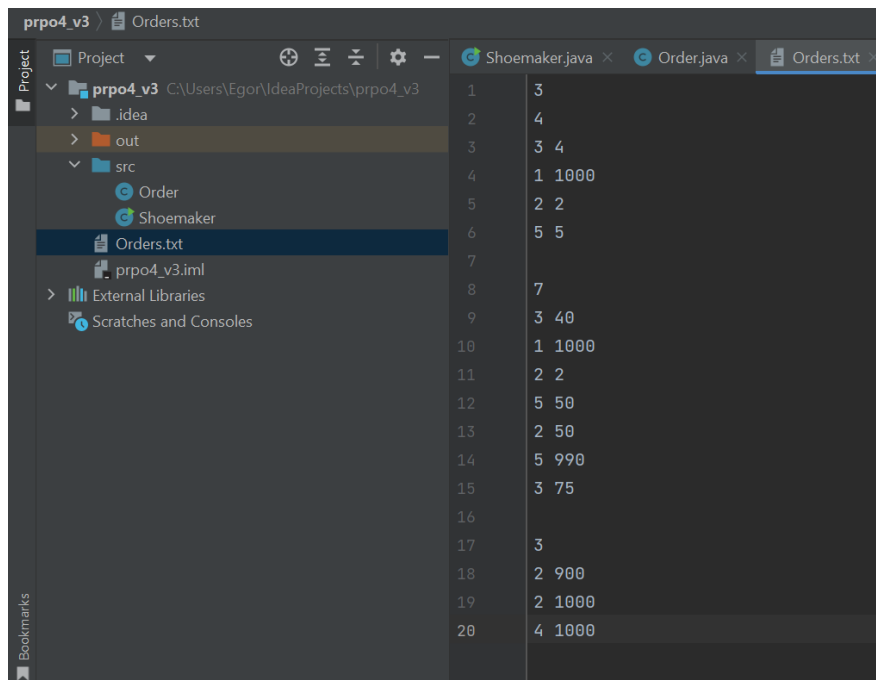 prpo4_v3 〉 Orders.txt
Project
Project
prpo4_v3 C:\Users\Egor\IdeaProjects\prpo4_v3
.idea
out
src
Order
Shoemaker
Orders.txt
prpo4_v3.iml
External Libraries
Scratches and Consoles
Bookmarks
Shoemaker.java Order.java Orders.txt
1 3
2 4
3 3 4
4 1 1000
5 2 2
6 5 5
7
8 7
9 3 40
10 1 1000
11 2 2
12 5 50
13 2 50
14 5 990
15 3 75
16
17 3
18 2 900
19 2 1000
20 4 1000